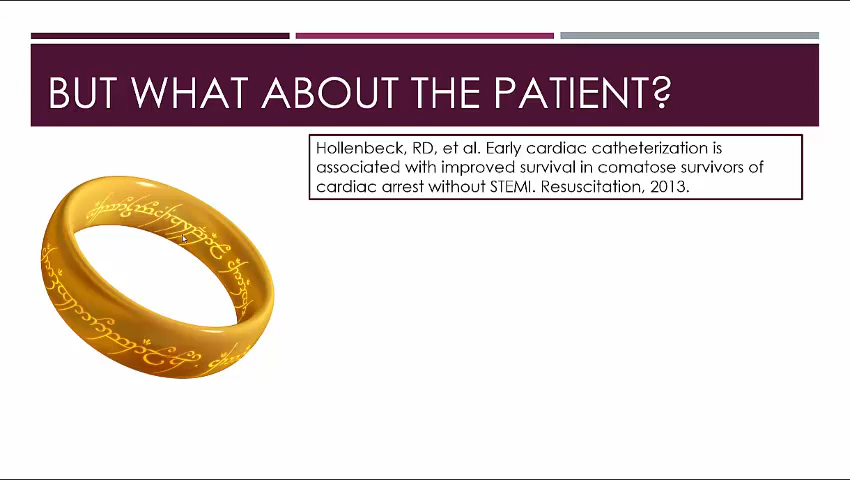 BUT WHAT ABOUT THE PATIENT?
Hollenbeck, RD, et al. Early cardiac catheterization is
associated with improved survival in comatose survivors of
cardiac arrest without STEMI. Resuscitation, 2013.